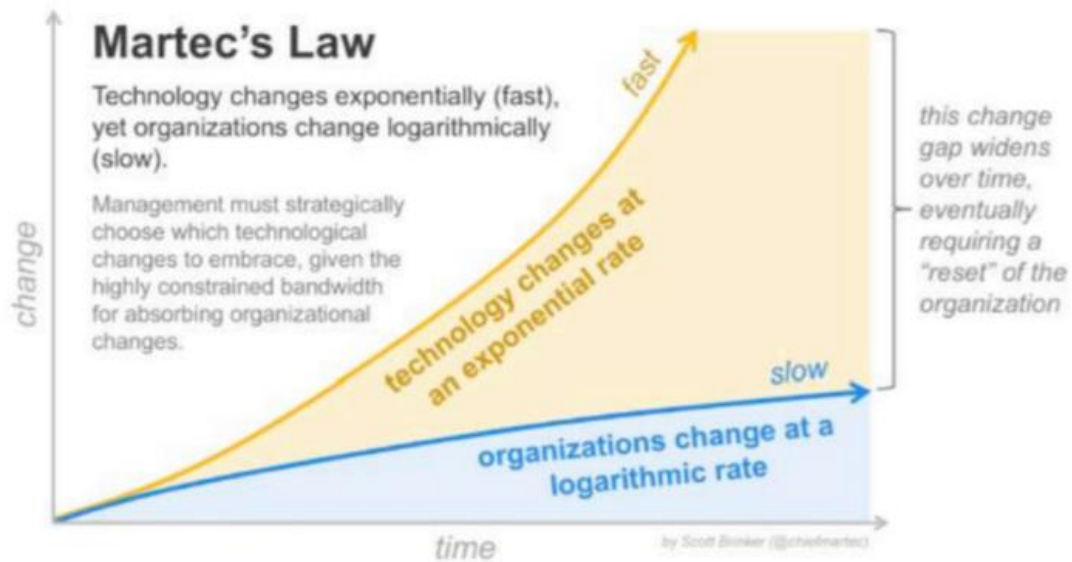 Martec's Law
Technology changes exponentially (fast),
yet organizations change logarithmically
(slow).
Management must strategically
choose which technological
changes to embrace, given the
highly constrained bandwidth
for absorbing organizational
changes.
change
fast
technology changes at
an exponential rate
slow
organizations change at a
logarithmic rate
this change
gap widens
over time,
eventually
requiring a
"reset" of the
organization
time
by Scott Brinker (@chiefmartec)